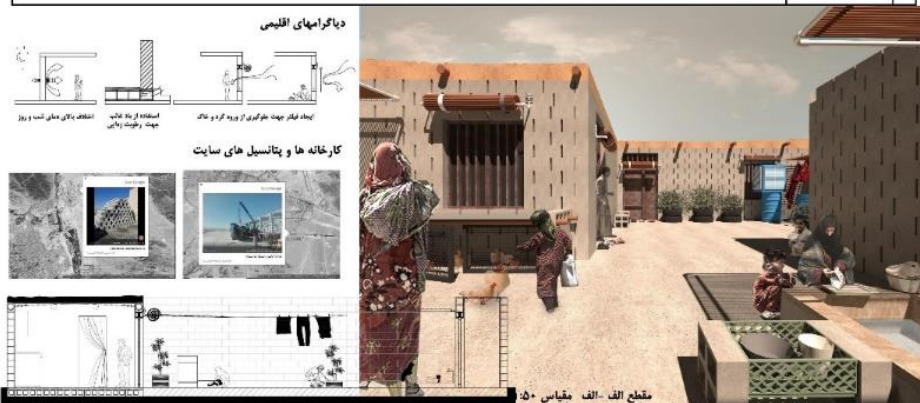 دیاگرامهای اقلیمی
ایجاد فیلتر جهت جلوگیری از ورود گرد و خاک
استفاده از باد غالب
جهت رطوبت زدایی
اختلاف بالای دمای شب و روز
کارخانه ها و پتانسیل های سایت
مقطع الف -الف مقیاس ۱:۵۰